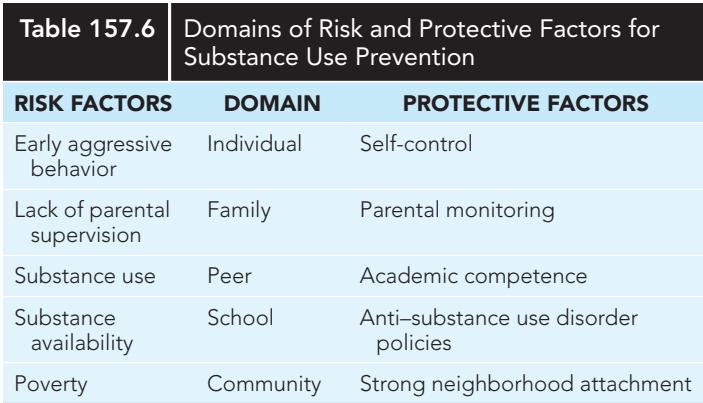 Table 157.6 Domains of Risk and Protective Factors for
Substance Use Prevention
RISK FACTORS DOMAIN PROTECTIVE FACTORS
Early aggressive Individual Self-control
behavior
Lack of parental Family Parental monitoring
supervision
Substance use Peer Academic competence
Substance School Anti–substance use disorder
availability policies
Poverty Community Strong neighborhood attachment